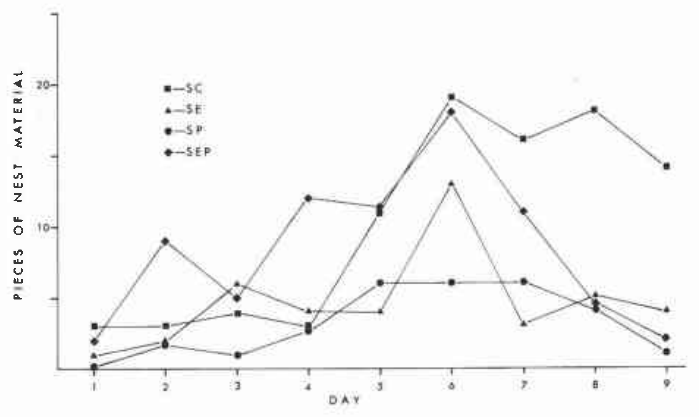 PIECES OF NEST MATERIAL
20
10
SC
SE
SP
SEP
1 2 3 4 5 6 7 8 9
DAY